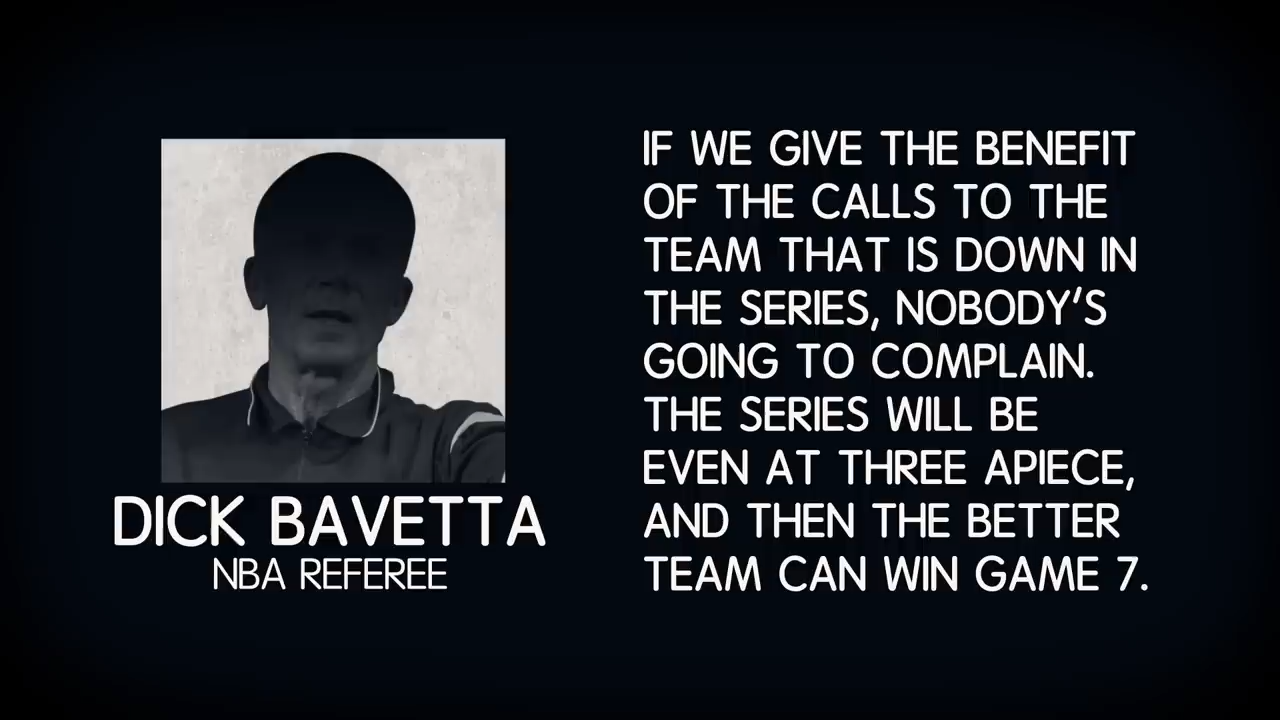 DICK BAVETTA
NBA REFEREE
IF WE GIVE THE BENEFIT
OF THE CALLS TO THE
TEAM THAT IS DOWN IN
THE SERIES, NOBODY'S
GOING TO COMPLAIN.
THE SERIES WILL BE
EVEN AT THREE APIECE,
AND THEN THE BETTER
TEAM CAN WIN GAME 7.